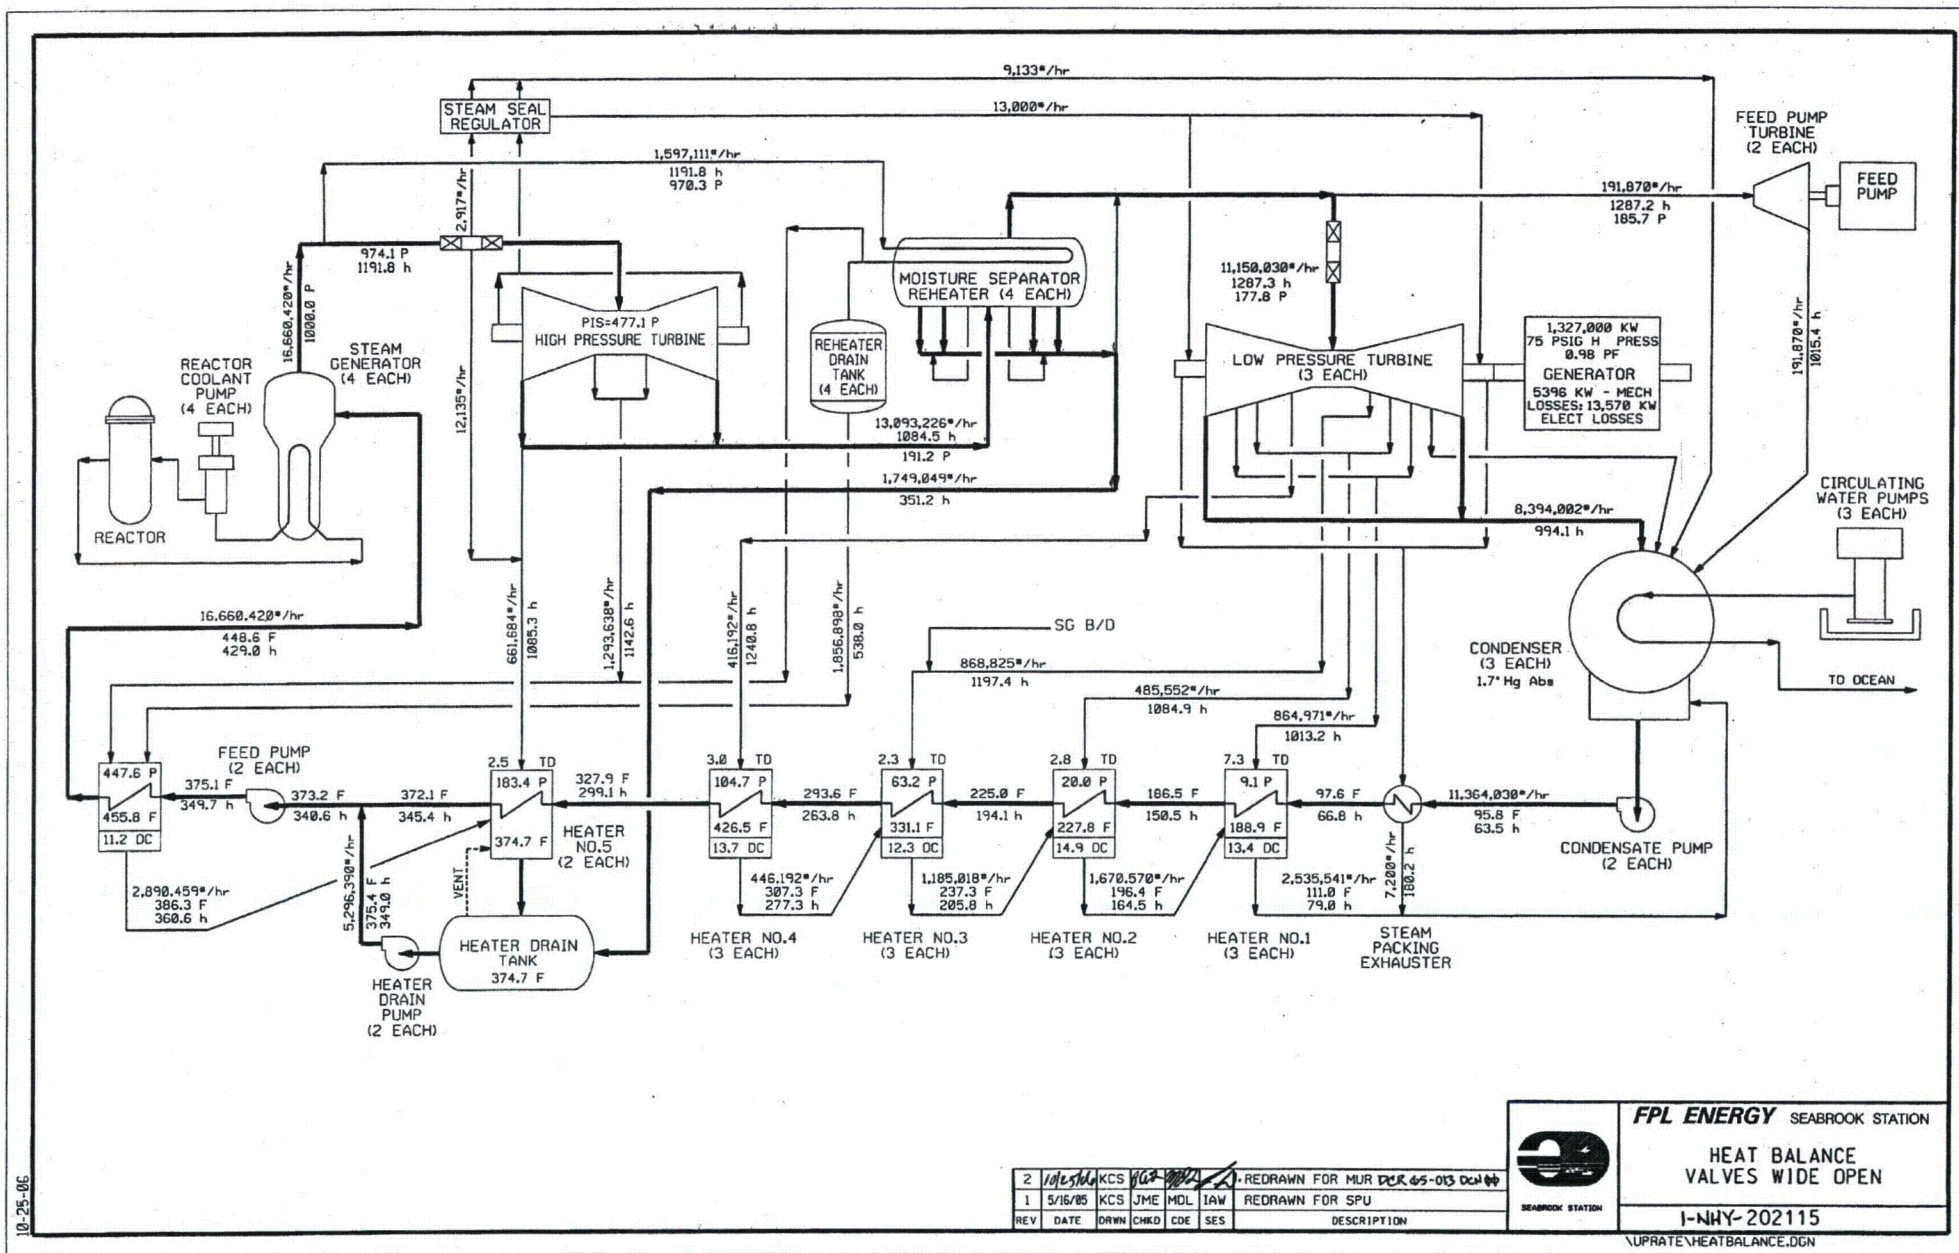 9,133#/hr
STEAM SEAL
REGULATOR
13,000#/hr
FEED PUMP
TURBINE
(2 EACH)
FEED
PUMP
1,597,111#/hr
1191.8 h
970.3 P
2,917#/hr
191,870#/hr
1287.2 h
185.7 P
974.1 P
1191.8 h
16,660,420#/hr
1000.0 P
MOISTURE SEPARATOR
REHEATER (4 EACH)
11,150,030#/hr
1287.3 h
177.8 P
191,870#/hr
1015.4 h
PIS=477.1 P
HIGH PRESSURE TURBINE
REHEATER
DRAIN
TANK
(4 EACH)
LOW PRESSURE TURBINE
(3 EACH)
1,327,000 KW
75 PSIG H PRESS
0.98 PF
GENERATOR
5396 KW - MECH
LOSSES: 13,570 KW
ELECT LOSSES
REACTOR
COOLANT
PUMP
(4 EACH)
STEAM
GENERATOR
(4 EACH)
12,135#/hr
13,093,226#/hr
1084.5 h
191.2 P
1,749,049#/hr
351.2 h
REACTOR
8,394,002#/hr
994.1 h
CIRCULATING
WATER PUMPS
(3 EACH)
16,660,420#/hr
448.6 F
429.0 h
661,684#/hr
1085.3 h
1,293,638#/hr
1142.6 h
416,192#/hr
1240.8 h
1,856,898#/hr
538.0 h
SG B/D
868,825#/hr
1197.4 h
485,552#/hr
1084.9 h
864,971#/hr
1013.2 h
CONDENSER
(3 EACH)
1.7" Hg Abs
TO OCEAN
447.6 P
455.8 F
11.2 DC
375.1 F
349.7 h
FEED PUMP
(2 EACH)
373.2 F
340.6 h
372.1 F
345.4 h
2.5 TD
183.4 P
374.7 F
HEATER
NO.5
(2 EACH)
327.9 F
299.1 h
3.0 TD
104.7 P
426.5 F
13.7 DC
293.6 F
263.8 h
2.3 TD
63.2 P
331.1 F
12.3 DC
225.0 F
194.1 h
2.8 TD
20.0 P
227.8 F
14.9 DC
186.5 F
150.5 h
7.3 TD
9.1 P
188.9 F
13.4 DC
97.6 F
66.8 h
11,364,030#/hr
95.8 F
63.5 h
CONDENSATE PUMP
(2 EACH)
2,890,459#/hr
386.3 F
360.6 h
5,296,390#/hr
375.4 F
349.0 h
VENT
HEATER DRAIN
TANK
374.7 F
HEATER
DRAIN
PUMP
(2 EACH)
446,192#/hr
307.3 F
277.3 h
HEATER NO.4
(3 EACH)
1,185,018#/hr
237.3 F
205.8 h
HEATER NO.3
(3 EACH)
1,670,570#/hr
196.4 F
164.5 h
HEATER NO.2
(3 EACH)
2,535,541#/hr
111.0 F
79.0 h
HEATER NO.1
(3 EACH)
7,200#/hr
180.2 h
STEAM
PACKING
EXHAUSTER
10-25-06
2 10/25/06 KCS REDRAWN FOR MUR DCR 05-013 DCN
1 5/16/05 KCS JME MDL IAW REDRAWN FOR SPU
REV DATE DRWN CHKD CDE SES DESCRIPTION
SEABROOK STATION
FPL ENERGY SEABROOK STATION
HEAT BALANCE
VALVES WIDE OPEN
1-NHY-202115
\UPRATE\HEATBALANCE.DGN